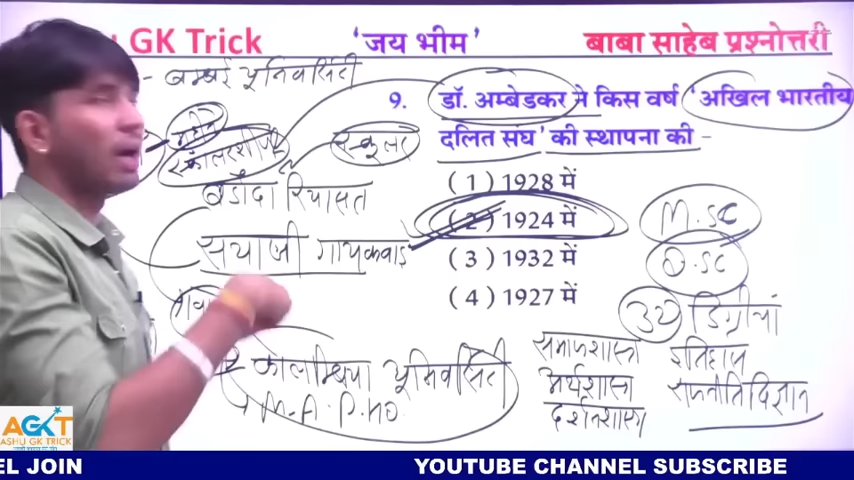 GK Trick
'जय भीम'
बाबा साहेब प्रश्नोत्तरी
- बम्बई यूनिवर्सिटी
स्कालरशीप
स्कूलर
बडोदा रियासत
सयाजी गायकवाड
कोलम्बिया यूनिवर्सिटी
M.A. P.HD
9. डॉ. अम्बेडकर ने किस वर्ष 'अखिल भारतीय
दलित संघ' की स्थापना की -
(1) 1928 में
(2) 1924 में
(3) 1932 में
(4) 1927 में
M.SC
D.SC
32 डिग्रीयां
समाजशास्त्र इतिहास
अर्थशास्त्र राजनीतिविज्ञान
दर्शनशास्त्र
AGKT
ASHU GK TRICK
EL JOIN
YOUTUBE CHANNEL SUBSCRIBE